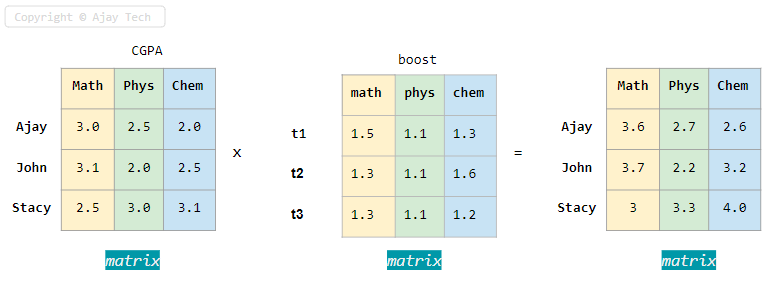 Copyright © Ajay Tech
CGPA
Math Phys Chem
Ajay 3.0 2.5 2.0
John 3.1 2.0 2.5
Stacy 2.5 3.0 3.1
matrix
x
boost
math phys chem
t1 1.5 1.1 1.3
t2 1.3 1.1 1.6
t3 1.3 1.1 1.2
matrix
=
Math Phys Chem
Ajay 3.6 2.7 2.6
John 3.7 2.2 3.2
Stacy 3 3.3 4.0
matrix